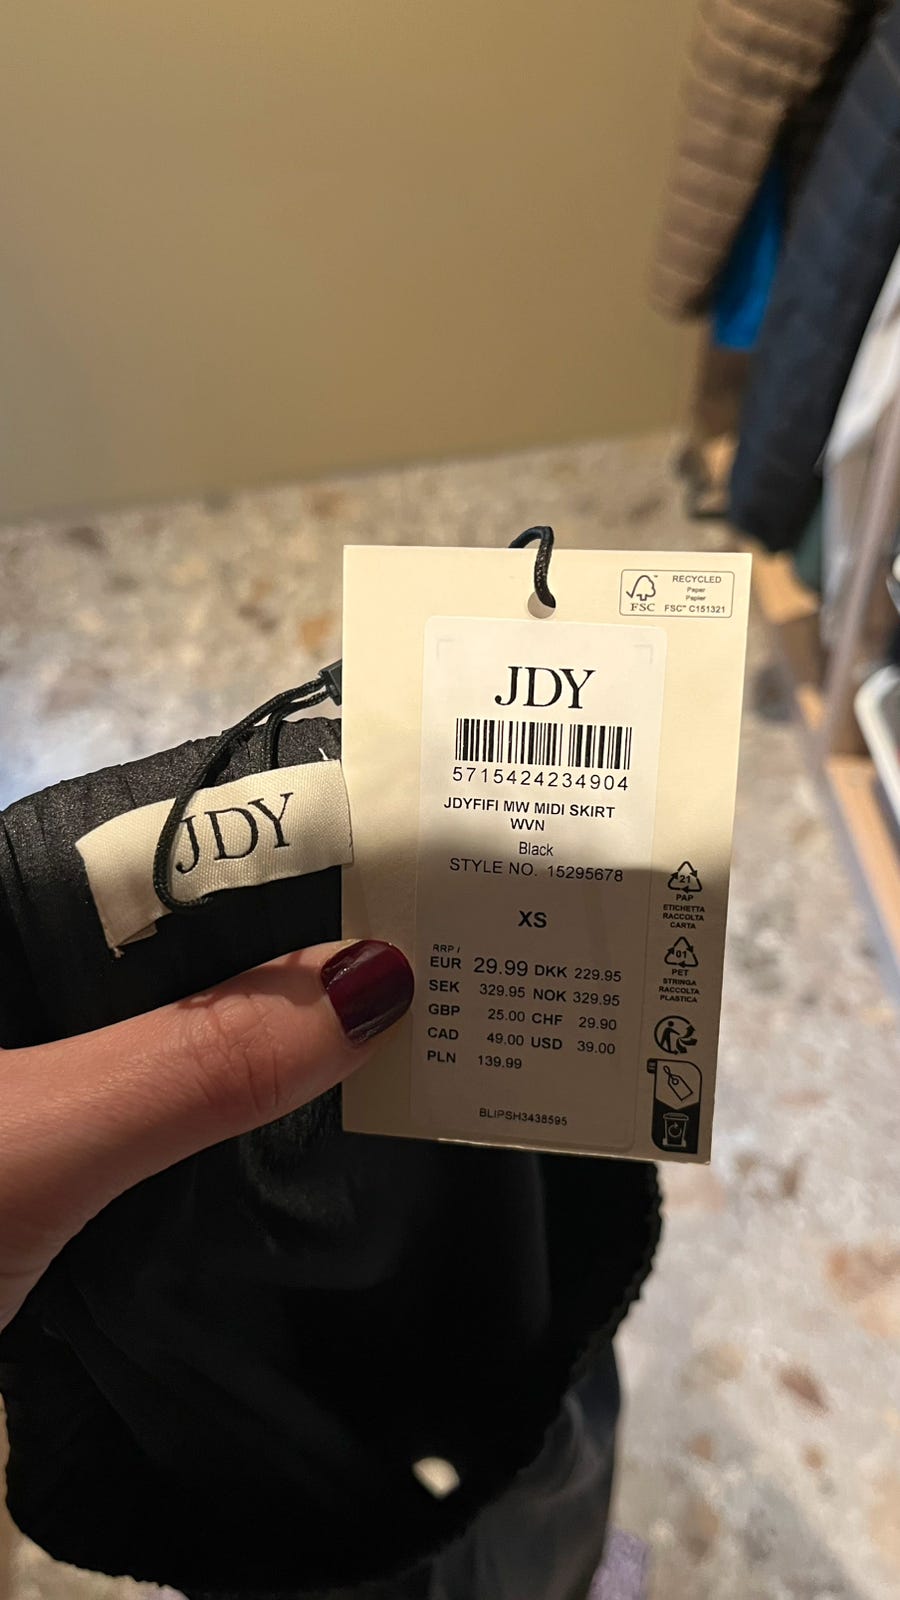 RECYCLED
Paper
Papier
FSC™ C151321
FSC
JDY
5715424234904
JDYFIFI MW MIDI SKIRT
WVN
Black
STYLE NO. 15295678
XS
RRP /
EUR 29.99 DKK 229.95
SEK 329.95 NOK 329.95
GBP 25.00 CHF 29.90
CAD 49.00 USD 39.00
PLN 139.99
BLIPSH3438595
21
PAP
ETICHETTA
RACCOLTA
CARTA
01
PET
STRINGA
RACCOLTA
PLASTICA
JDY